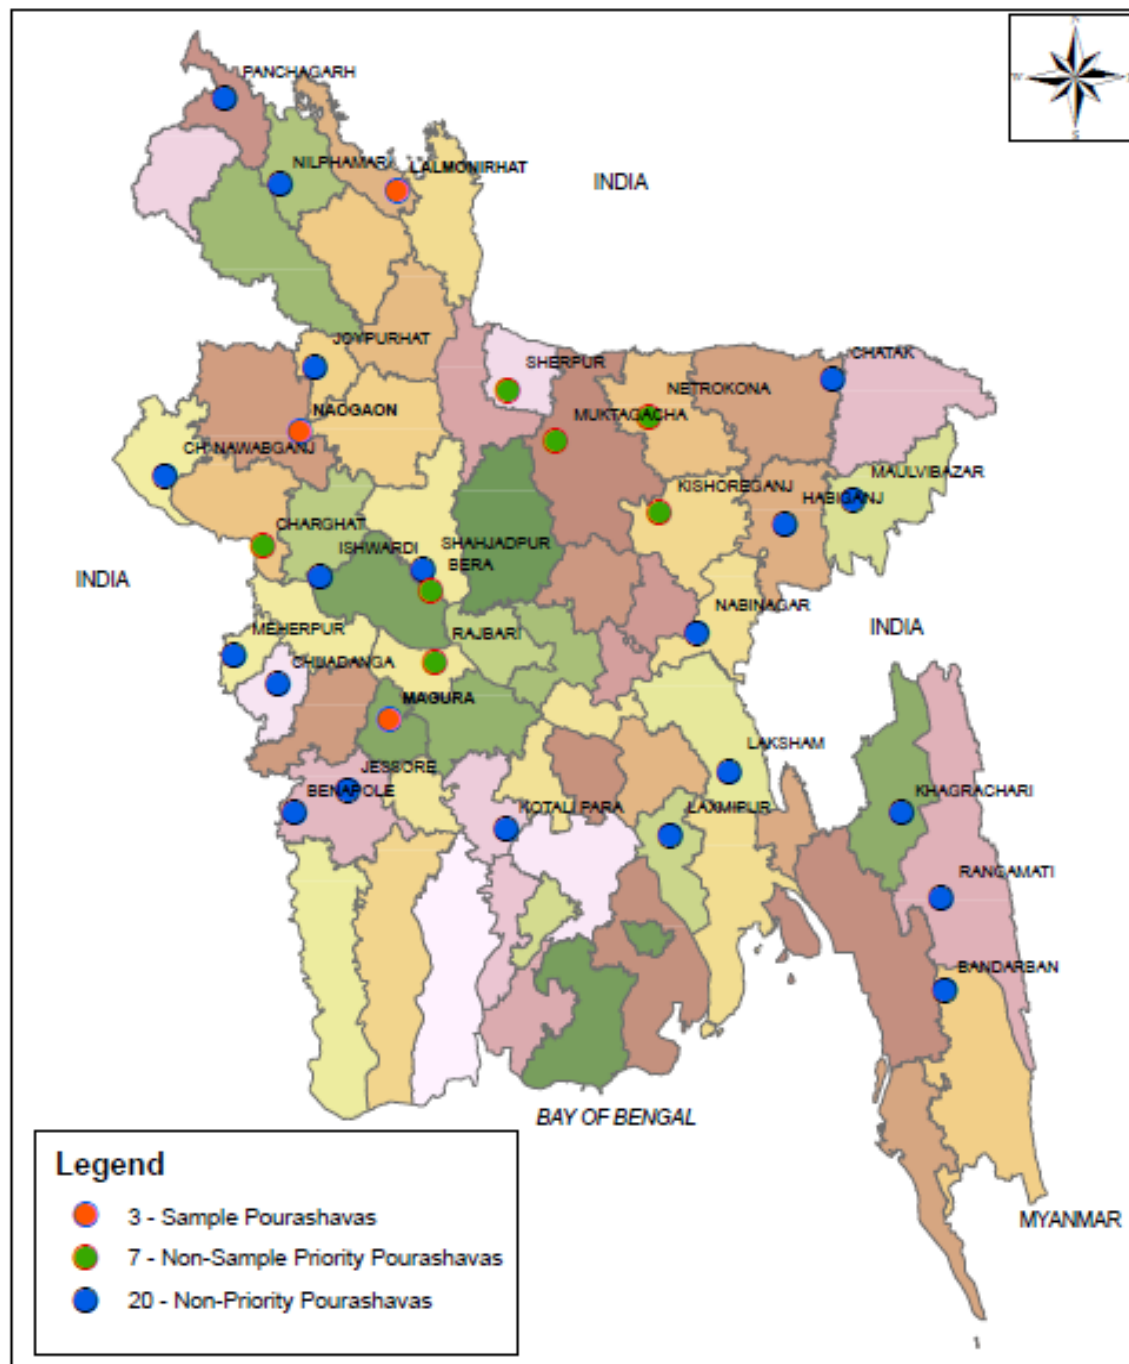 N
W
S
PANCHAGARH
NILPHAMARI
LALMONIRHAT
INDIA
JOYPURHAT
SHERPUR
CHATAK
NETROKONA
NAOGAON
MUKTAGACHA
CH.NAWABGANJ
MAULVIBAZAR
KISHOREGANJ
HABIGANJ
CHARGHAT
SHAHJADPUR
ISHWARDI
BERA
INDIA
NABINAGAR
INDIA
MEHERPUR
RAJBARI
CHUADANGA
MAGURA
LAKSHAM
JESSORE
BENAPOLE
KHAGRACHARI
KOTALI PARA
LAXMIPUR
RANGAMATI
BANDARBAN
BAY OF BENGAL
MYANMAR
Legend
3 - Sample Pourashavas
7 - Non-Sample Priority Pourashavas
20 - Non-Priority Pourashavas